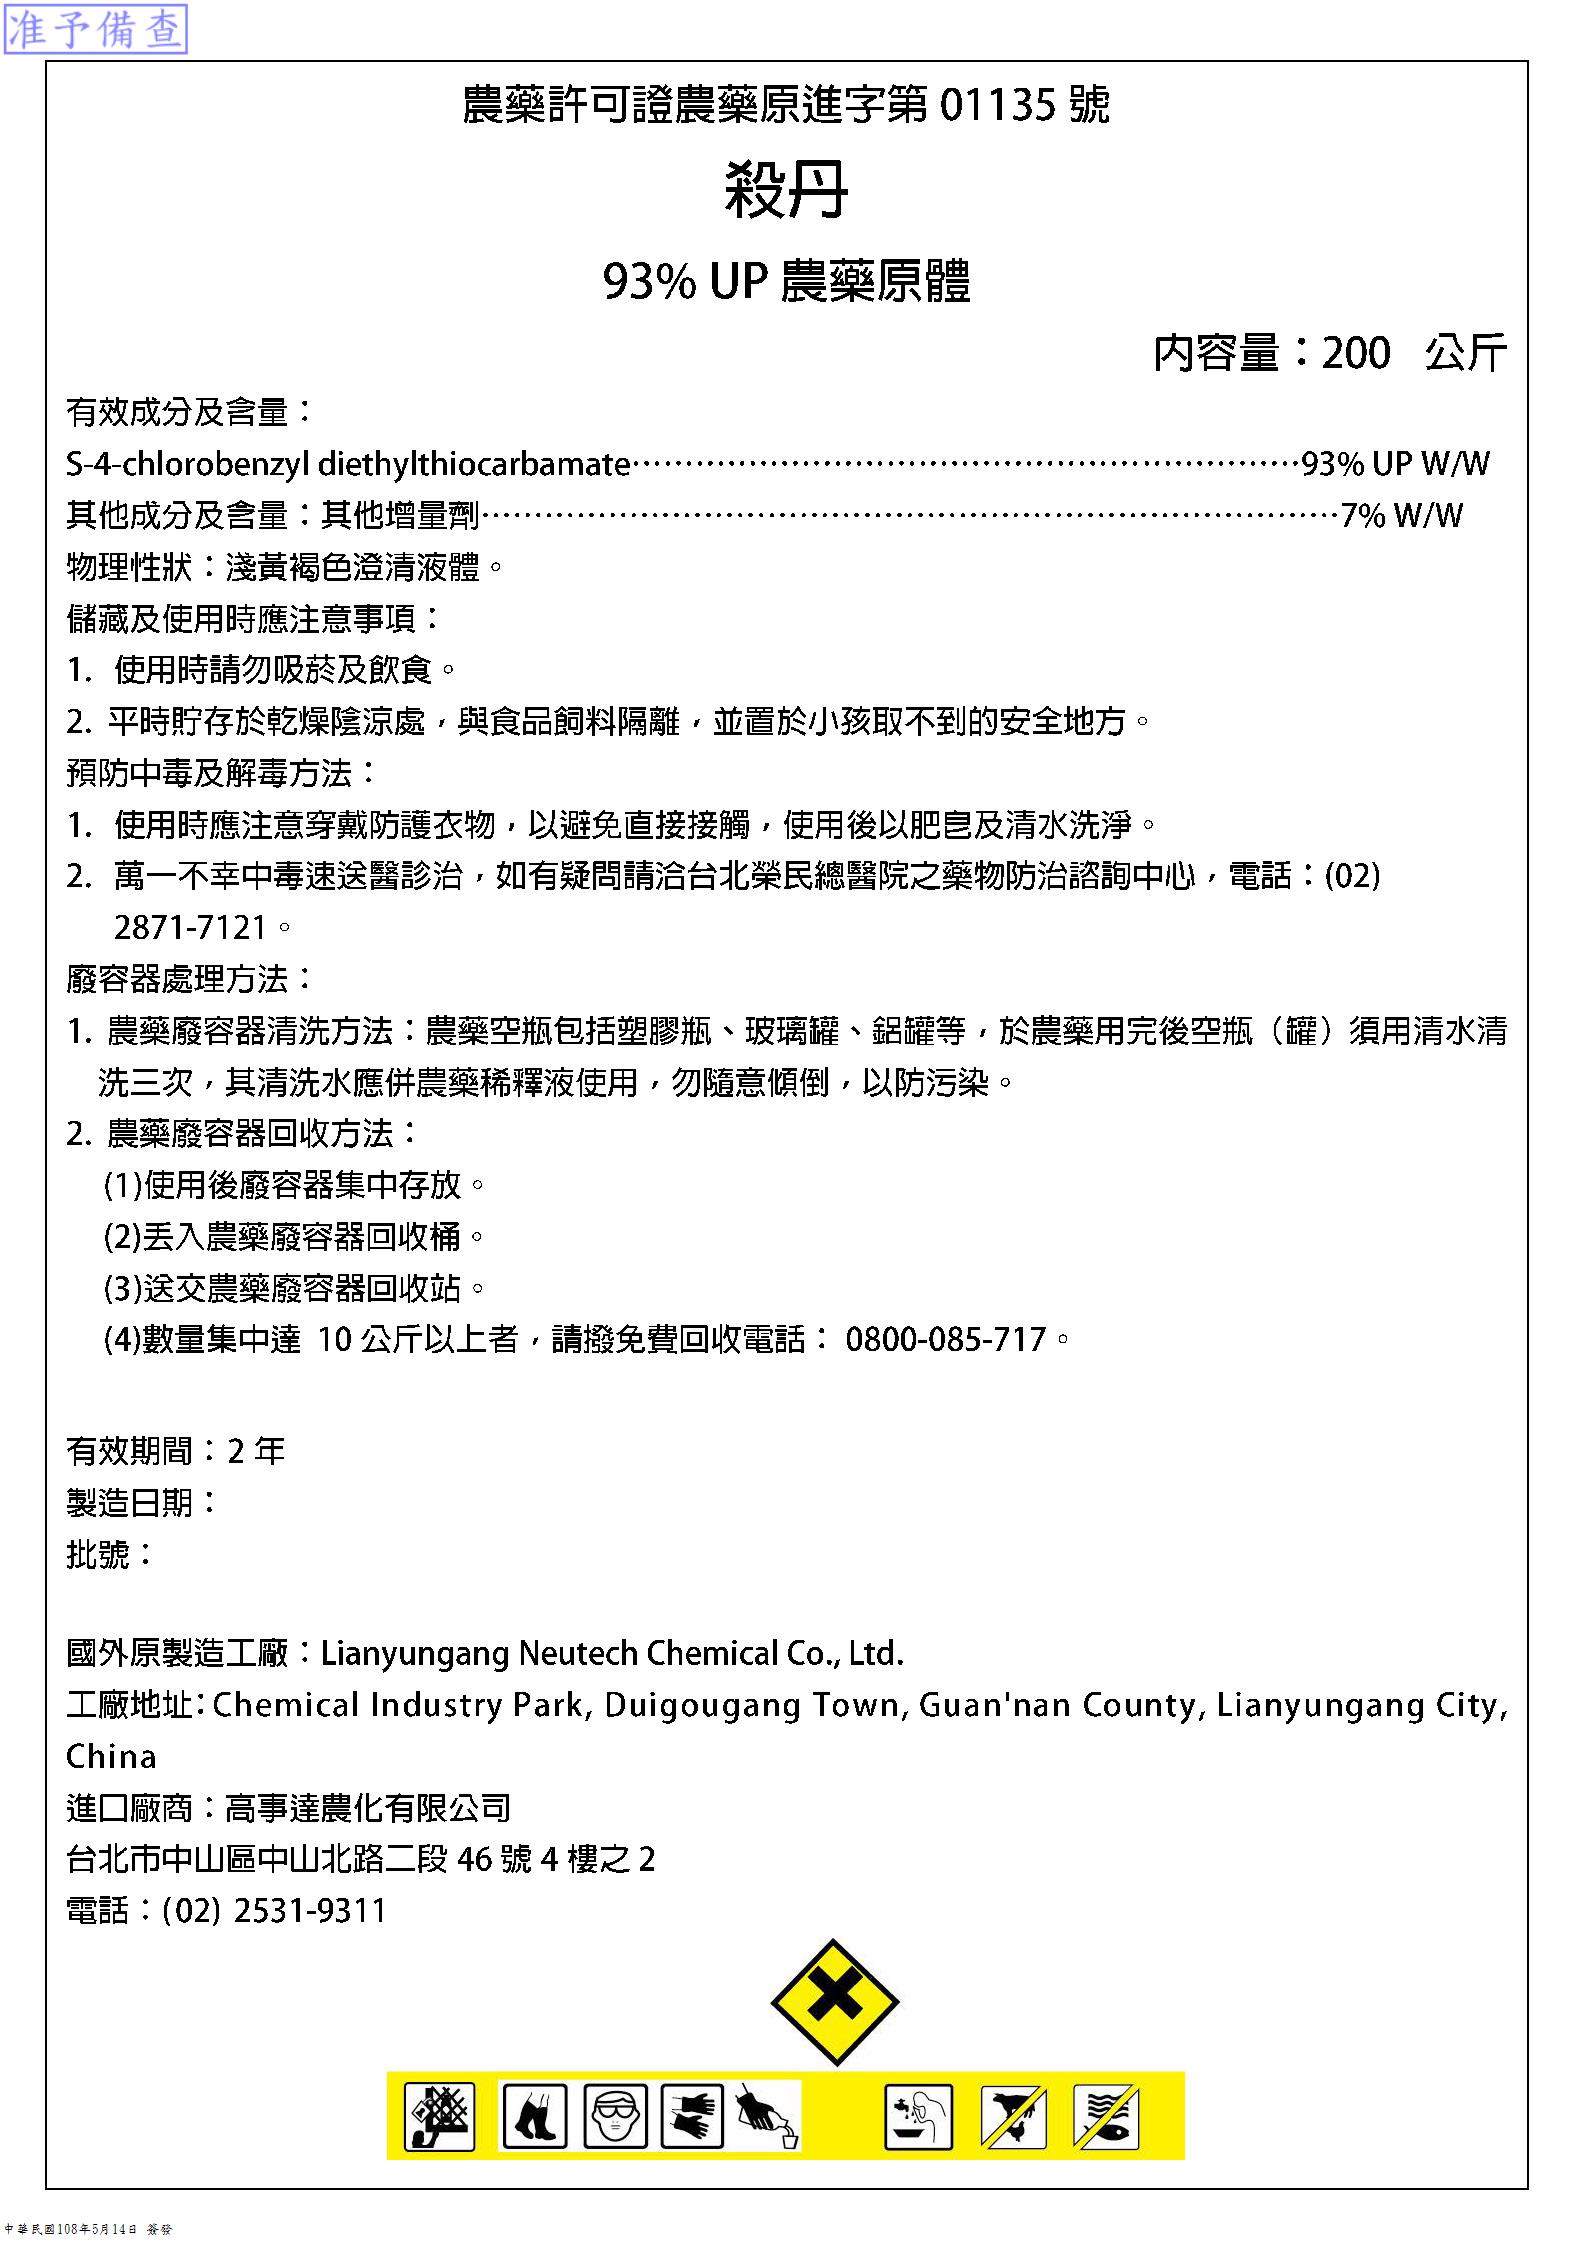 准予備查
農藥許可證農藥原進字第 01135 號
殺丹
93% UP 農藥原體
內容量：200 公斤
有效成分及含量：
S-4-chlorobenzyl diethylthiocarbamate⋯⋯⋯⋯⋯⋯⋯⋯⋯⋯⋯⋯⋯⋯⋯⋯⋯93% UP W/W
其他成分及含量：其他增量劑⋯⋯⋯⋯⋯⋯⋯⋯⋯⋯⋯⋯⋯⋯⋯⋯⋯⋯⋯⋯⋯⋯⋯⋯⋯⋯⋯7% W/W
物理性狀：淺黃褐色澄清液體。
儲藏及使用時應注意事項：
1. 使用時請勿吸菸及飲食。
2. 平時貯存於乾燥陰涼處，與食品飼料隔離，並置於小孩取不到的安全地方。
預防中毒及解毒方法：
1. 使用時應注意穿戴防護衣物，以避免直接接觸，使用後以肥皂及清水洗淨。
2. 萬一不幸中毒速送醫診治，如有疑問請洽台北榮民總醫院之藥物防治諮詢中心，電話：(02)
2871-7121。
廢容器處理方法：
1. 農藥廢容器清洗方法：農藥空瓶包括塑膠瓶、玻璃罐、鋁罐等，於農藥用完後空瓶（罐）須用清水清
洗三次，其清洗水應併農藥稀釋液使用，勿隨意傾倒，以防污染。
2. 農藥廢容器回收方法：
(1)使用後廢容器集中存放。
(2)丟入農藥廢容器回收桶。
(3)送交農藥廢容器回收站。
(4)數量集中達 10 公斤以上者，請撥免費回收電話： 0800-085-717。
有效期間：2 年
製造日期：
批號：
國外原製造工廠：Lianyungang Neutech Chemical Co., Ltd.
工廠地址：Chemical Industry Park, Duigougang Town, Guan'nan County, Lianyungang City,
China
進口廠商：高事達農化有限公司
台北市中山區中山北路二段 46 號 4 樓之 2
電話：(02) 2531-9311
中華民國108年5月14日 簽發